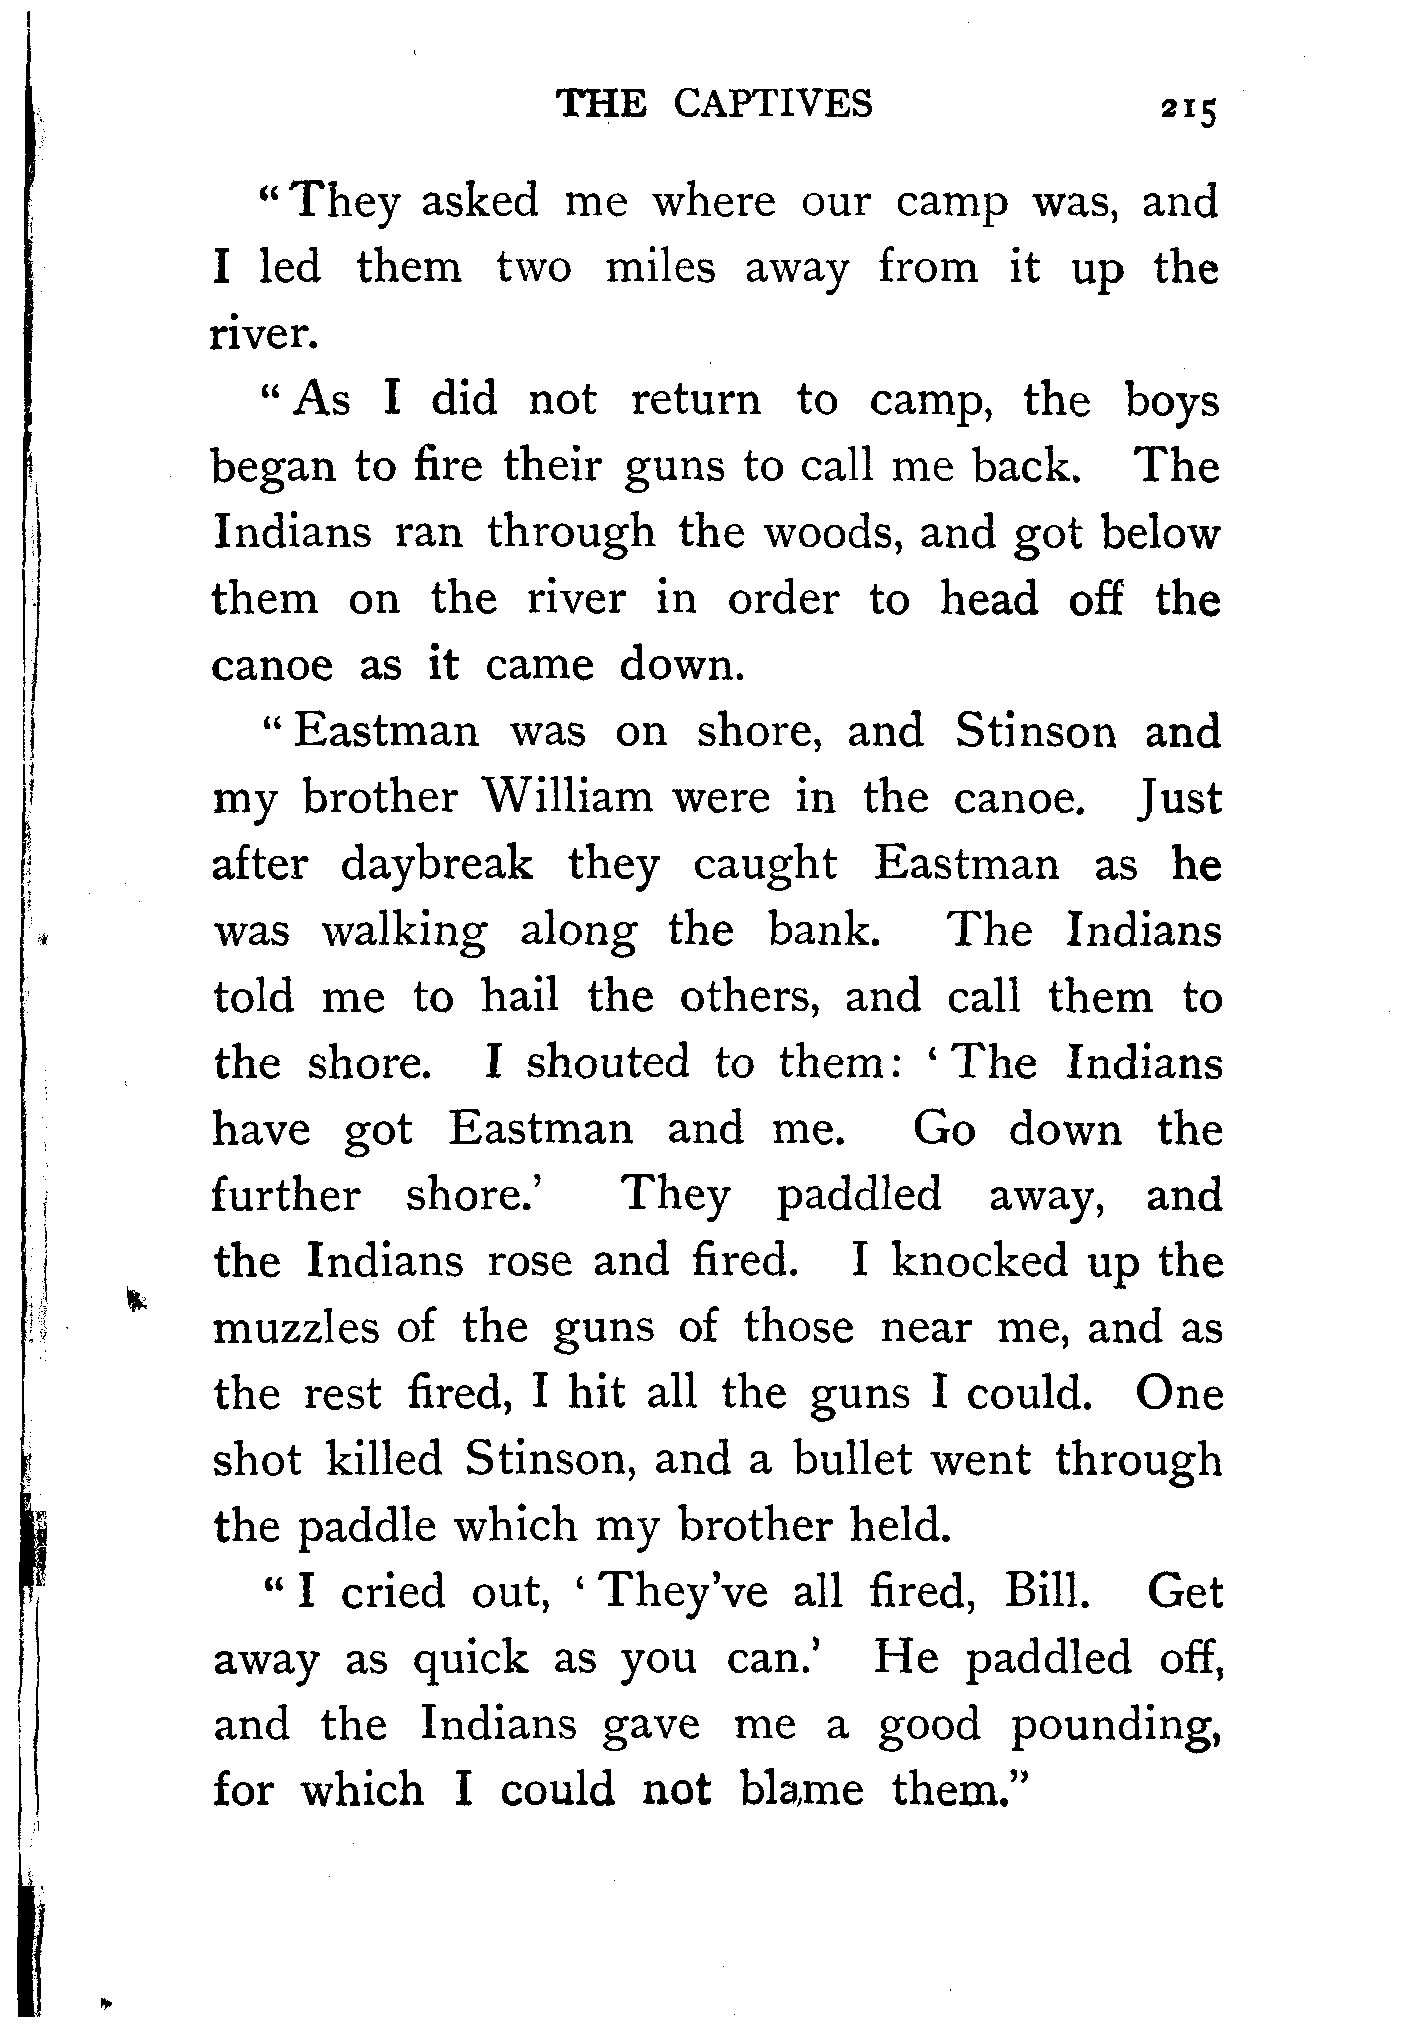 THE CAPTIVES 215
“They asked me where our camp was, and
I led them two miles away from it up the
river.
“As I did not return to camp, the boys
began to fire their guns to call me back. The
Indians ran through the woods, and got below
them on the river in order to head off the
canoe as it came down.
“Eastman was on shore, and Stinson and
my brother William were in the canoe. Just
after daybreak they caught Eastman as he
was walking along the bank. The Indians
told me to hail the others, and call them to
the shore. I shouted to them: ‘The Indians
have got Eastman and me. Go down the
further shore.’ They paddled away, and
the Indians rose and fired. I knocked up the
muzzles of the guns of those near me, and as
the rest fired, I hit all the guns I could. One
shot killed Stinson, and a bullet went through
the paddle which my brother held.
“I cried out, ‘They’ve all fired, Bill. Get
away as quick as you can.’ He paddled off,
and the Indians gave me a good pounding,
for which I could not blame them.”